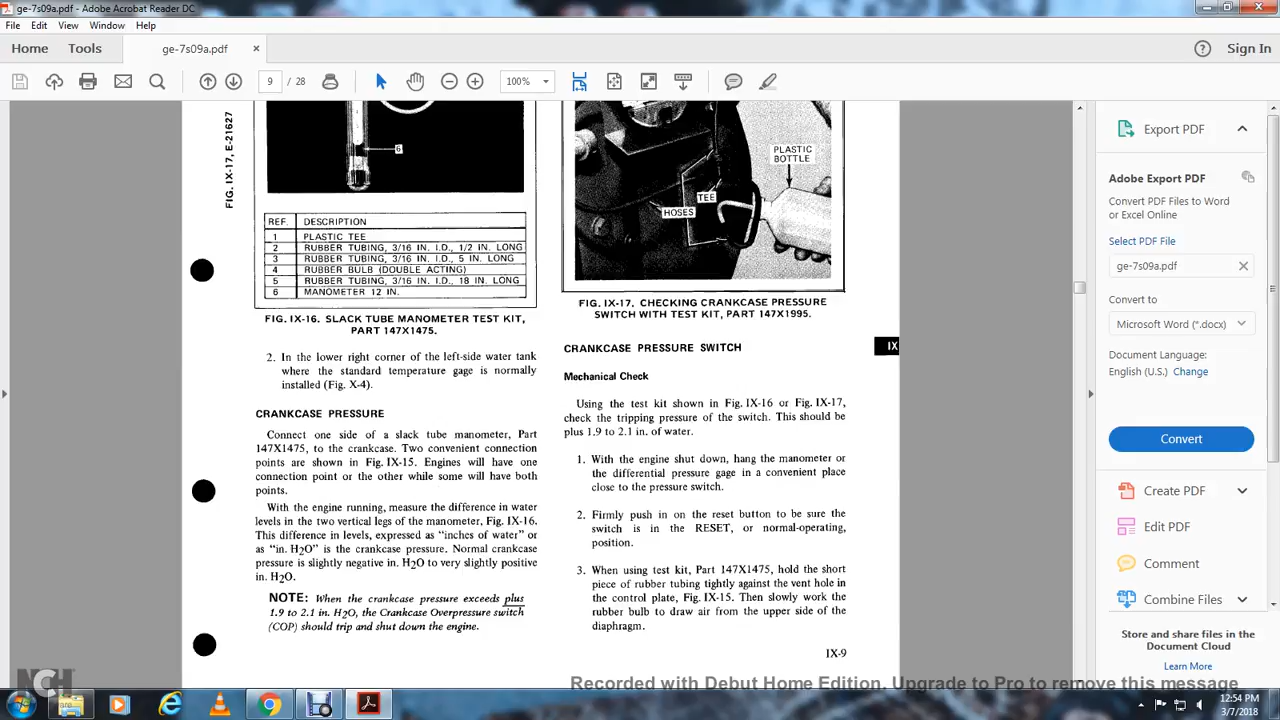 ge-7s09a.pdf - Adobe Acrobat Reader DC
File Edit View Window Help
Home Tools ge-7s09a.pdf × Sign In
9 / 28 100%
FIG. IX-17, E-21627
6
REF. DESCRIPTION
1 PLASTIC TEE
2 RUBBER TUBING, 3/16 IN. I.D., 1/2 IN. LONG
3 RUBBER TUBING, 3/16 IN. I.D., 5 IN. LONG
4 RUBBER BULB (DOUBLE ACTING)
5 RUBBER TUBING, 3/16 IN. I.D., 18 IN. LONG
6 MANOMETER 12 IN.
FIG. IX-16. SLACK TUBE MANOMETER TEST KIT,
PART 147X1475.
2. In the lower right corner of the left-side water tank
where the standard temperature gage is normally
installed (Fig. X-4).
CRANKCASE PRESSURE
Connect one side of a slack tube manometer, Part
147X1475, to the crankcase. Two convenient connection
points are shown in Fig. IX-15. Engines will have one
connection point or the other while some will have both
points.
With the engine running, measure the difference in water
levels in the two vertical legs of the manometer, Fig. IX-16.
This difference in levels, expressed as “inches of water” or
as “in. H2O” is the crankcase pressure. Normal crankcase
pressure is slightly negative in. H2O to very slightly positive
in. H2O.
NOTE: When the crankcase pressure exceeds plus
1.9 to 2.1 in. H2O, the Crankcase Overpressure switch
(COP) should trip and shut down the engine.
PLASTIC
BOTTLE
TEE
HOSES
FIG. IX-17. CHECKING CRANKCASE PRESSURE
SWITCH WITH TEST KIT, PART 147X1995.
CRANKCASE PRESSURE SWITCH
IX
Mechanical Check
Using the test kit shown in Fig. IX-16 or Fig. IX-17,
check the tripping pressure of the switch. This should be
plus 1.9 to 2.1 in. of water.
1. With the engine shut down, hang the manometer or
the differential pressure gage in a convenient place
close to the pressure switch.
2. Firmly push in on the reset button to be sure the
switch is in the RESET, or normal-operating,
position.
3. When using test kit, Part 147X1475, hold the short
piece of rubber tubing tightly against the vent hole in
the control plate, Fig. IX-15. Then slowly work the
rubber bulb to draw air from the upper side of the
diaphragm.
IX-9
Export PDF
Adobe Export PDF
Convert PDF Files to Word
or Excel Online
Select PDF File
ge-7s09a.pdf
Convert to
Microsoft Word (*.docx)
Document Language:
English (U.S.) Change
Convert
Create PDF
Edit PDF
Comment
Combine Files
Store and share files in the
Document Cloud
Learn More
NCH
Recorded with Debut Home Edition. Upgrade to Pro to remove this message
12:54 PM
3/7/2018